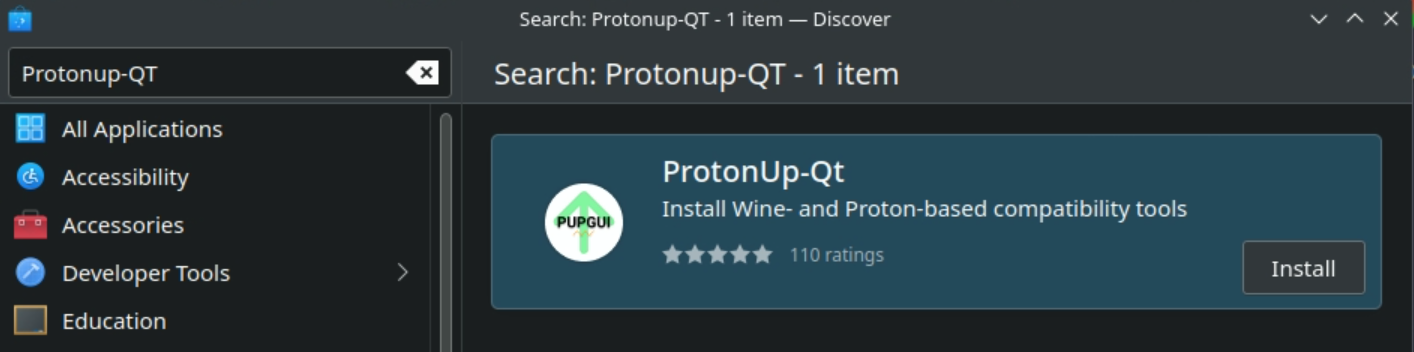 Search: Protonup-QT - 1 item — Discover
Protonup-QT
Search: Protonup-QT - 1 item
All Applications
Accessibility
Accessories
Developer Tools
Education
PUPGUI
ProtonUp-Qt
Install Wine- and Proton-based compatibility tools
110 ratings
Install